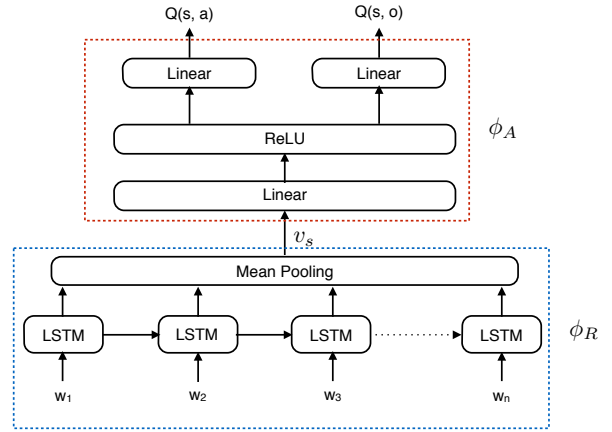 Q(s, a) Q(s, o)
Linear Linear
ReLU
ϕ_A
Linear
v_s
Mean Pooling
LSTM LSTM LSTM LSTM
ϕ_R
w₁ w₂ w₃ wₙ